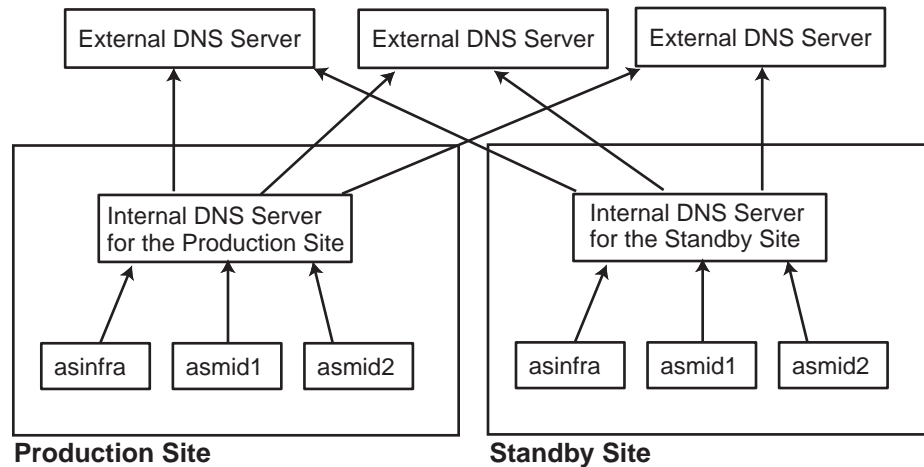 External DNS Server
External DNS Server
External DNS Server
Internal DNS Server
for the Production Site
asinfra
asmid1
asmid2
Production Site
Internal DNS Server
for the Standby Site
asinfra
asmid1
asmid2
Standby Site